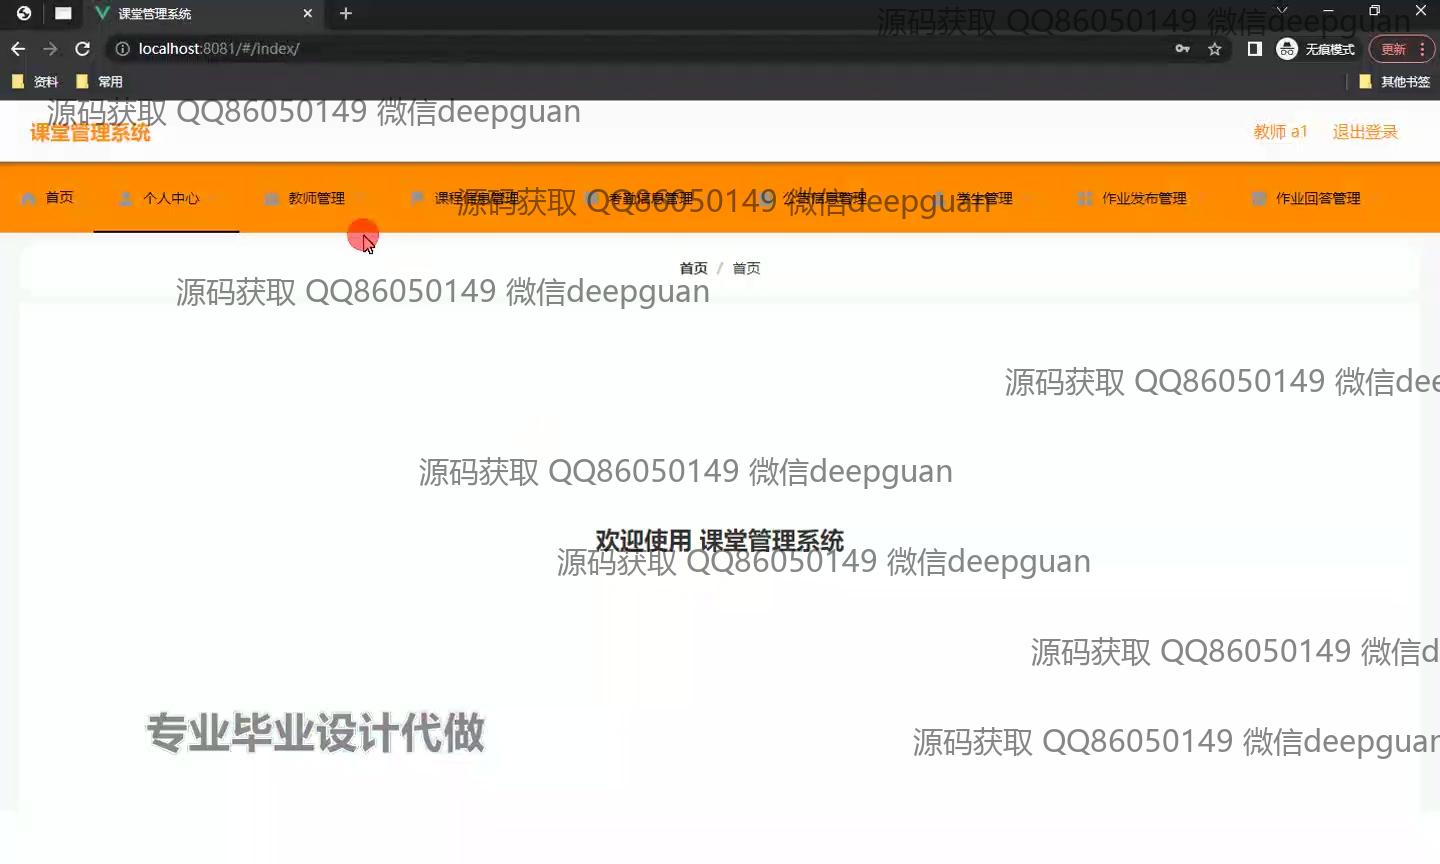 课堂管理系统
源码获取 QQ86050149 微信deepguan
localhost:8081/#/index/
无痕模式
更新
资料
常用
其他书签
源码获取 QQ86050149 微信deepguan
课堂管理系统
教师 a1
退出登录
首页
个人中心
教师管理
课程信息管理
考勤信息管理
公告信息管理
学生管理
作业发布管理
作业回答管理
源码获取 QQ86050149 微信deepguan
首页 / 首页
源码获取 QQ86050149 微信deepguan
源码获取 QQ86050149 微信dee
源码获取 QQ86050149 微信deepguan
欢迎使用 课堂管理系统
源码获取 QQ86050149 微信deepguan
源码获取 QQ86050149 微信d
专业毕业设计代做
源码获取 QQ86050149 微信deepguan